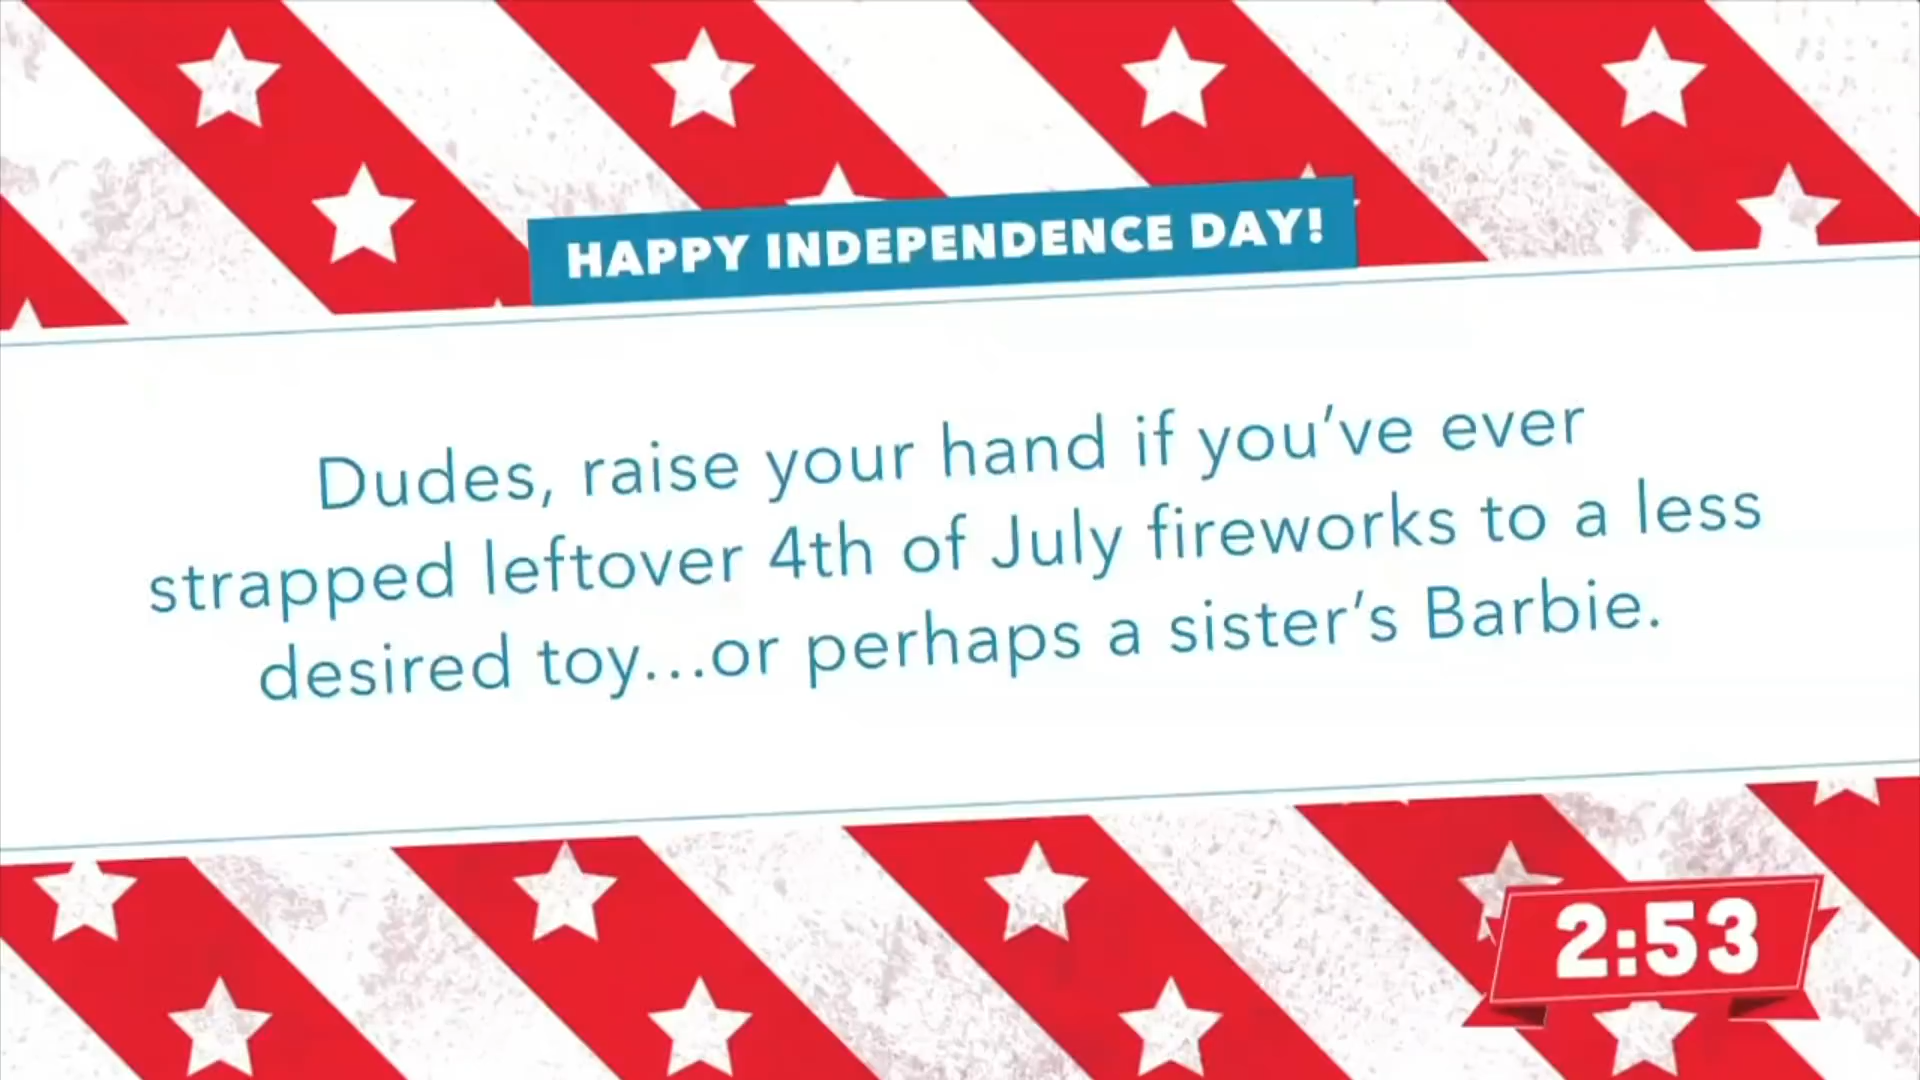 HAPPY INDEPENDENCE DAY!
Dudes, raise your hand if you’ve ever
strapped leftover 4th of July fireworks to a less
desired toy...or perhaps a sister’s Barbie.
2:53